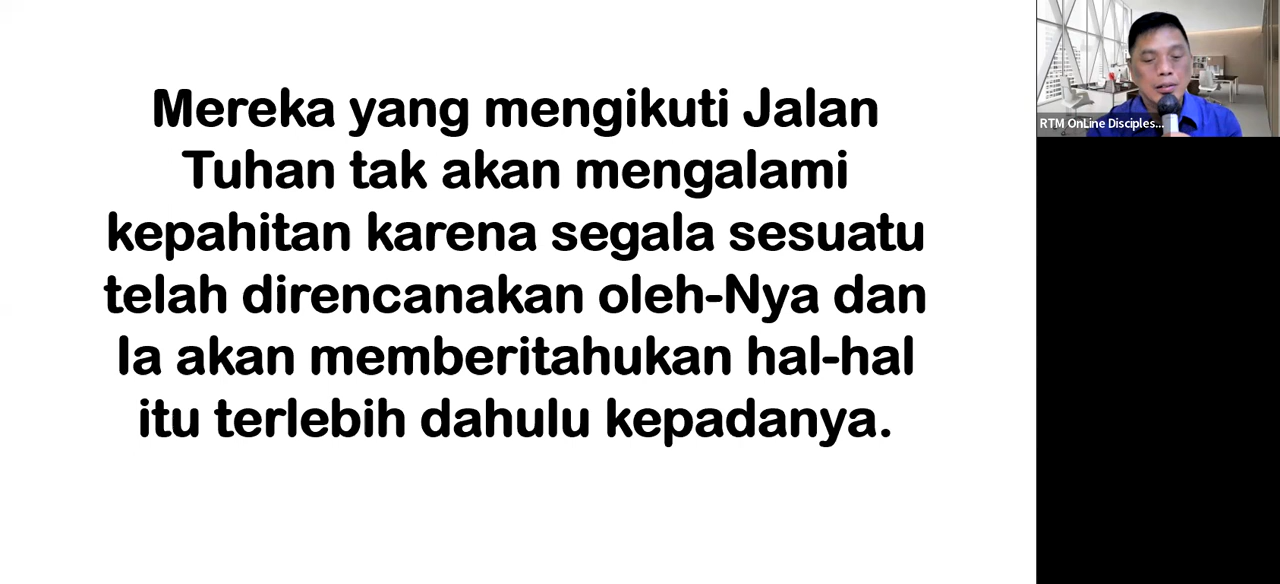 Mereka yang mengikuti Jalan
Tuhan tak akan mengalami
kepahitan karena segala sesuatu
telah direncanakan oleh-Nya dan
Ia akan memberitahukan hal-hal
itu terlebih dahulu kepadanya.
RTM OnLine Disciples...